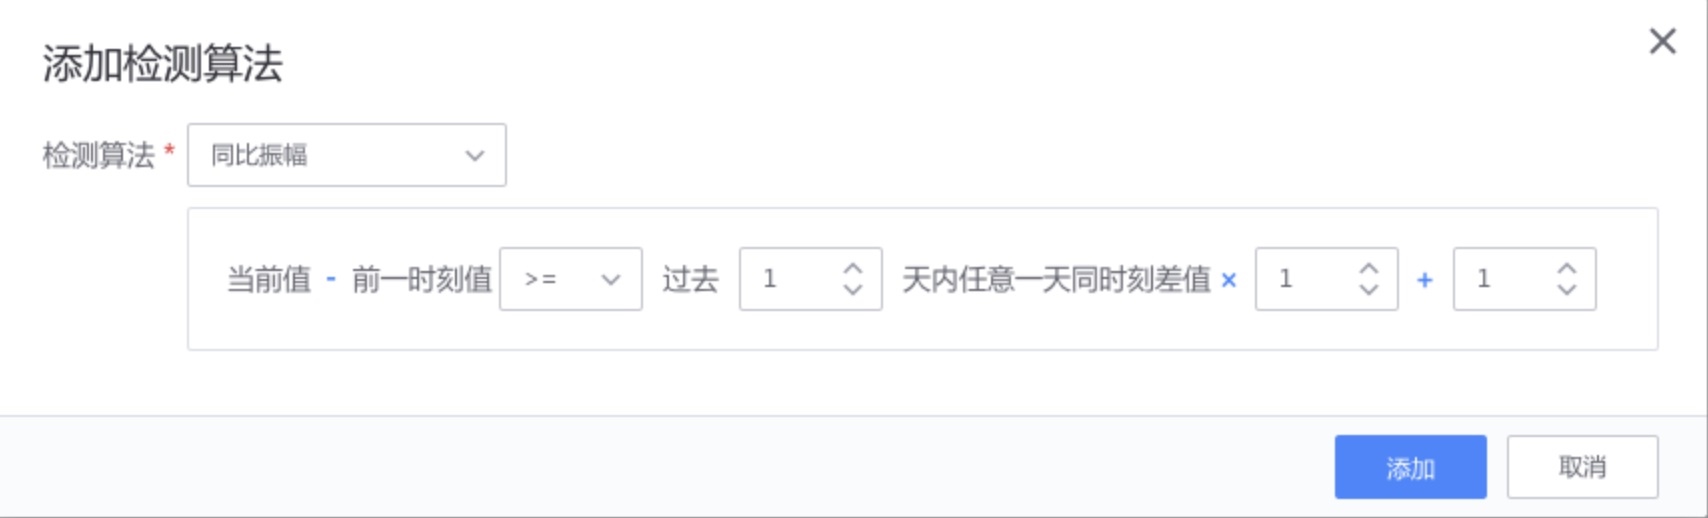 添加检测算法
检测算法 * 同比振幅
当前值 - 前一时刻值 >= 过去 1 天内任意一天同时刻差值 × 1 + 1
添加 取消